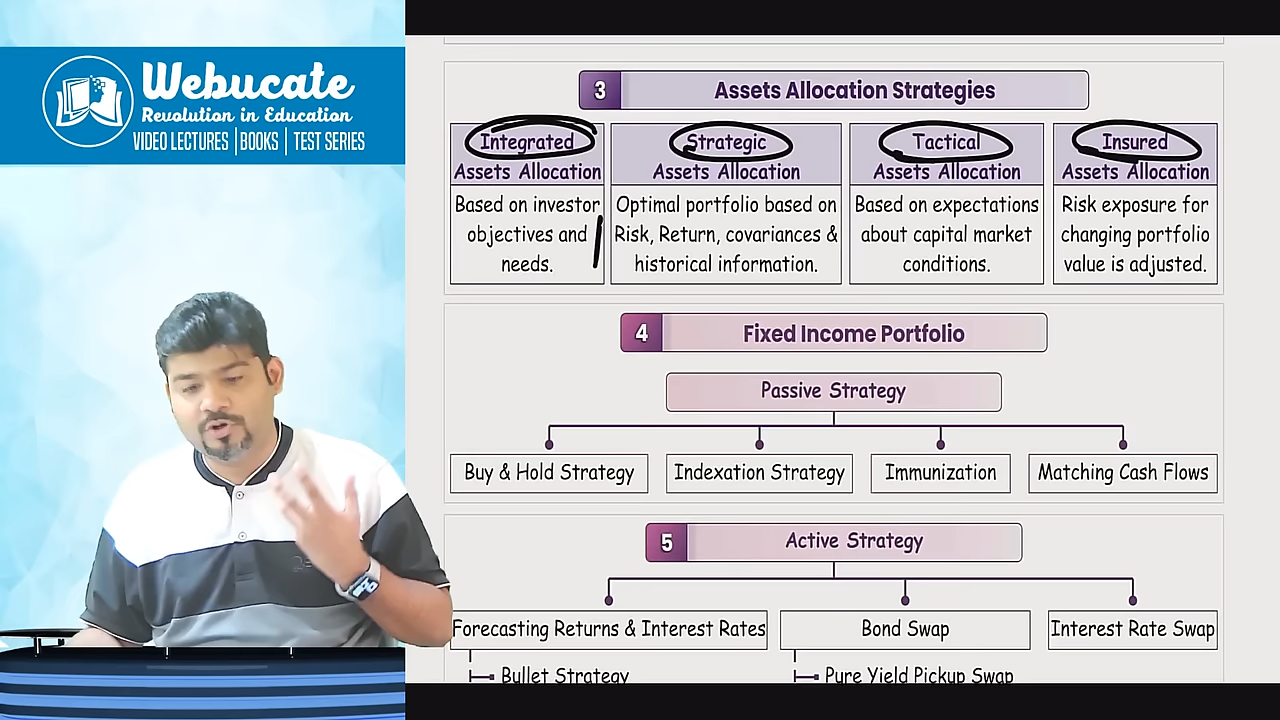 Webucate
Revolution in Education
VIDEO LECTURES | BOOKS | TEST SERIES
3 Assets Allocation Strategies
Integrated
Assets Allocation
Based on investor
objectives and
needs.
Strategic
Assets Allocation
Optimal portfolio based on
Risk, Return, covariances &
historical information.
Tactical
Assets Allocation
Based on expectations
about capital market
conditions.
Insured
Assets Allocation
Risk exposure for
changing portfolio
value is adjusted.
4 Fixed Income Portfolio
Passive Strategy
Buy & Hold Strategy
Indexation Strategy
Immunization
Matching Cash Flows
5 Active Strategy
Forecasting Returns & Interest Rates
Bond Swap
Interest Rate Swap
Bullet Strategy
Pure Yield Pickup Swap